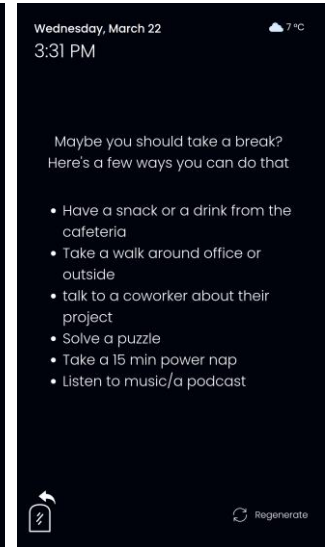 Wednesday, March 22
7 °C
3:31 PM
Maybe you should take a break?
Here's a few ways you can do that
• Have a snack or a drink from the
cafeteria
• Take a walk around office or
outside
• talk to a coworker about their
project
• Solve a puzzle
• Take a 15 min power nap
• Listen to music/a podcast
Regenerate